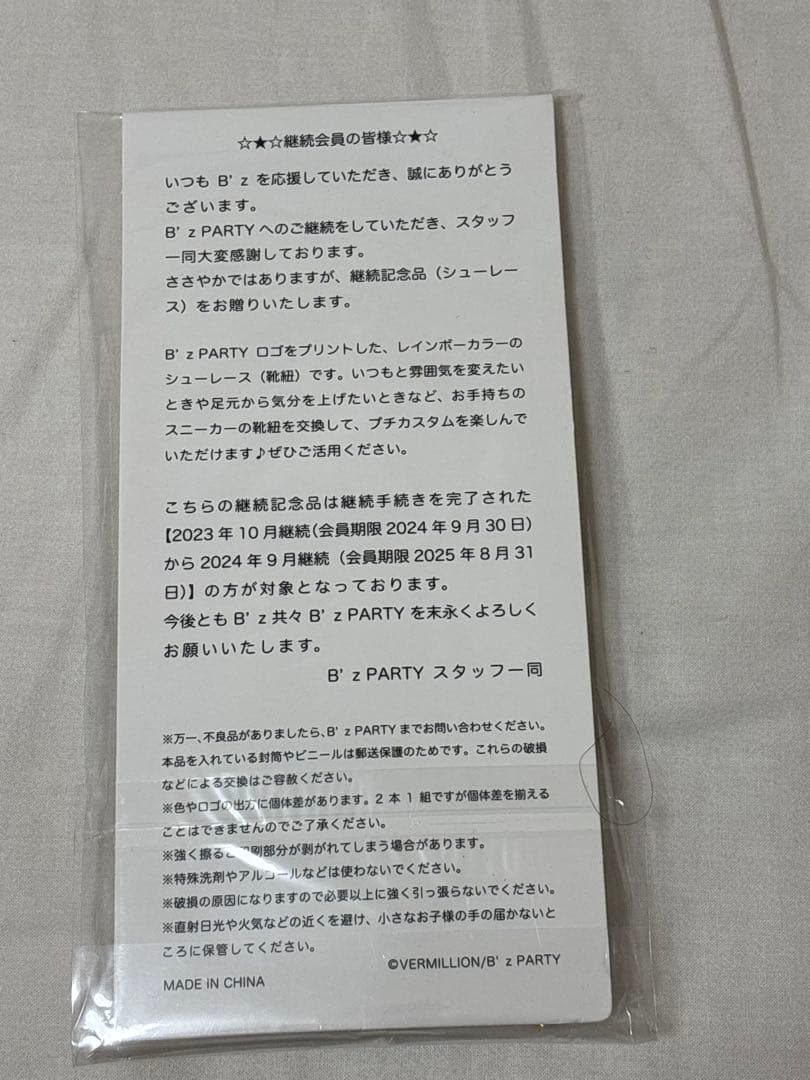 ☆★☆継続会員の皆様☆★☆
いつも B'z を応援していただき、誠にありがとう
ございます。
B'z PARTY へのご継続をしていただき、スタッフ
一同大変感謝しております。
ささやかではありますが、継続記念品（シューレー
ス）をお贈りいたします。
B'z PARTY ロゴをプリントした、レインボーカラーの
シューレース（靴紐）です。いつもと雰囲気を変えたい
ときや足元から気分を上げたいときなど、お手持ちの
スニーカーの靴紐を交換して、プチカスタムを楽しんで
いただけます♪ぜひご活用ください。
こちらの継続記念品は継続手続きを完了された
【2023年10月継続(会員期限2024年9月30日)
から2024年9月継続（会員期限2025年8月31
日)】の方が対象となっております。
今後とも B'z 共々 B'z PARTY を末永くよろしく
お願いいたします。
B'z PARTY スタッフ一同
※万一、不良品がありましたら、B'z PARTY までお問い合わせください。
本品を入れている封筒やビニールは郵送保護のためです。これらの破損
などによる交換はご容赦ください。
※色やロゴの出方に個体差があります。2本1組ですが個体差を揃える
ことはできませんのでご了承ください。
※強く擦ると印刷部分が剥がれてしまう場合があります。
※特殊洗剤やアルコールなどは使わないでください。
※破損の原因になりますので必要以上に強く引っ張らないでください。
※直射日光や火気などの近くを避け、小さなお子様の手の届かないと
ころに保管してください。
©VERMILLION/B'z PARTY
MADE iN CHINA